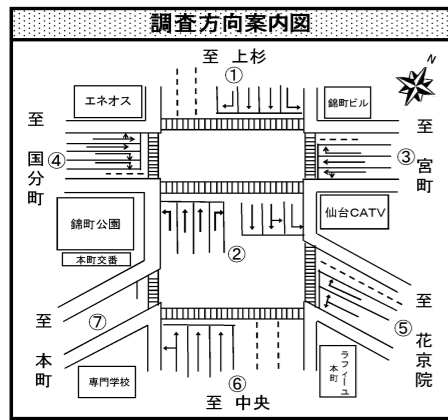 調査方向案内図
至 上杉
①
N
エネオス
錦町ビル
至 国分町
④
至 宮町
③
錦町公園
本町交番
仙台CATV
②
至 本町
⑦
至 花京院
⑤
専門学校
ラフィーユ本町
⑥
至 中央